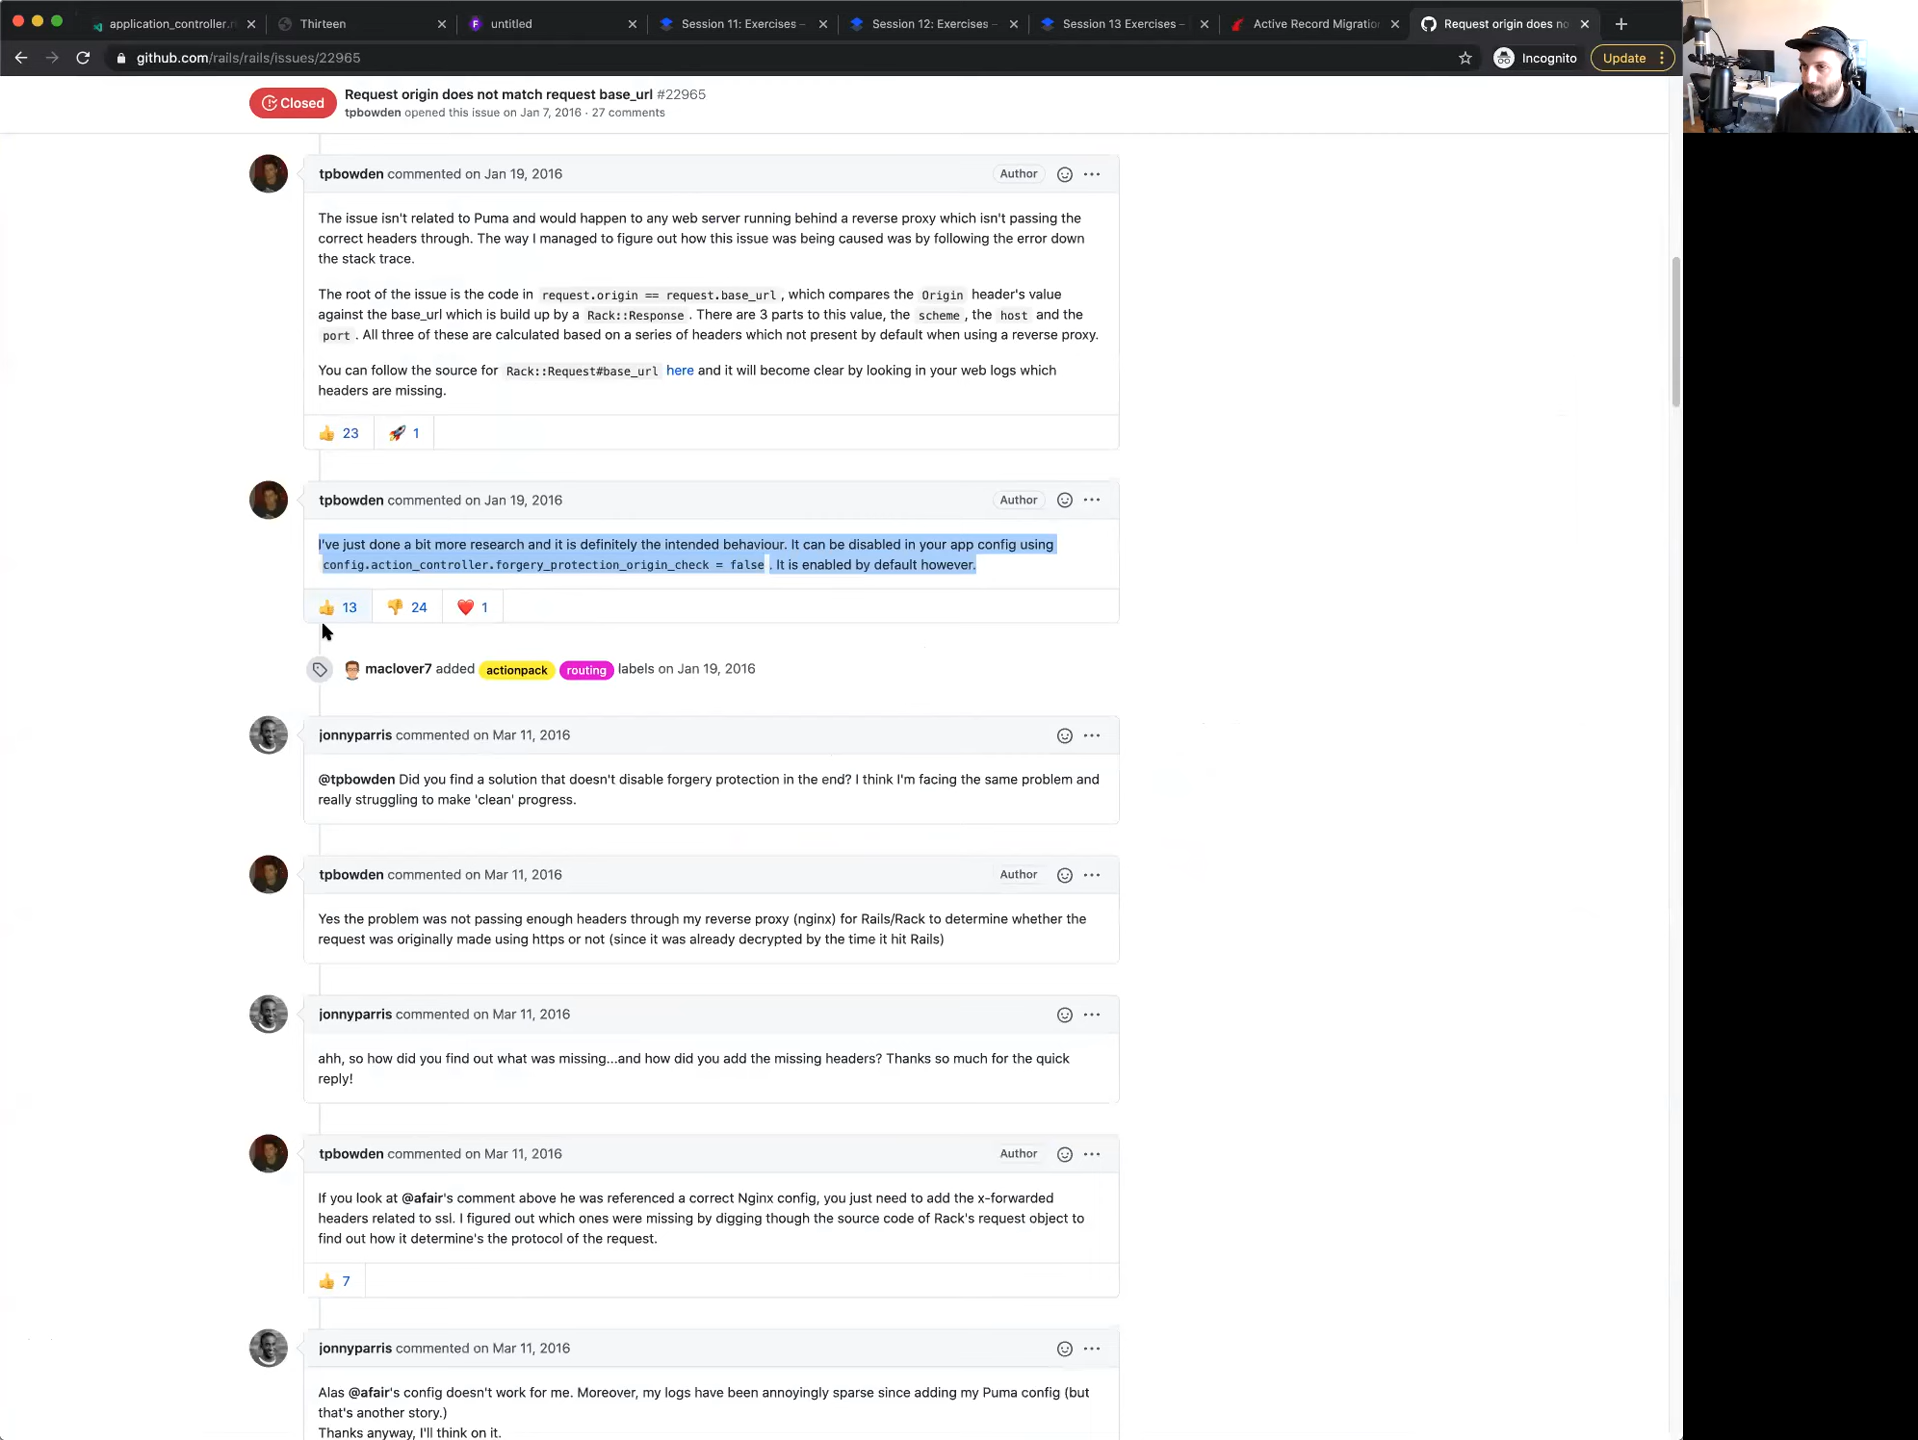 application_controller.r
Thirteen
untitled
Session 11: Exercises –
Session 12: Exercises –
Session 13 Exercises –
Active Record Migration
Request origin does no
github.com/rails/rails/issues/22965
Incognito
Update
Closed
Request origin does not match request base_url #22965
tpbowden opened this issue on Jan 7, 2016 · 27 comments
tpbowden commented on Jan 19, 2016
Author
The issue isn't related to Puma and would happen to any web server running behind a reverse proxy which isn't passing the
correct headers through. The way I managed to figure out how this issue was being caused was by following the error down
the stack trace.
The root of the issue is the code in request.origin == request.base_url , which compares the Origin header's value
against the base_url which is build up by a Rack::Response . There are 3 parts to this value, the scheme , the host and the
port . All three of these are calculated based on a series of headers which not present by default when using a reverse proxy.
You can follow the source for Rack::Request#base_url here and it will become clear by looking in your web logs which
headers are missing.
23
1
tpbowden commented on Jan 19, 2016
Author
I've just done a bit more research and it is definitely the intended behaviour. It can be disabled in your app config using
config.action_controller.forgery_protection_origin_check = false . It is enabled by default however.
13
24
1
maclover7 added actionpack routing labels on Jan 19, 2016
jonnyparris commented on Mar 11, 2016
@tpbowden Did you find a solution that doesn't disable forgery protection in the end? I think I'm facing the same problem and
really struggling to make 'clean' progress.
tpbowden commented on Mar 11, 2016
Author
Yes the problem was not passing enough headers through my reverse proxy (nginx) for Rails/Rack to determine whether the
request was originally made using https or not (since it was already decrypted by the time it hit Rails)
jonnyparris commented on Mar 11, 2016
ahh, so how did you find out what was missing...and how did you add the missing headers? Thanks so much for the quick
reply!
tpbowden commented on Mar 11, 2016
Author
If you look at @afair's comment above he was referenced a correct Nginx config, you just need to add the x-forwarded
headers related to ssl. I figured out which ones were missing by digging though the source code of Rack's request object to
find out how it determine's the protocol of the request.
7
jonnyparris commented on Mar 11, 2016
Alas @afair's config doesn't work for me. Moreover, my logs have been annoyingly sparse since adding my Puma config (but
that's another story.)
Thanks anyway, I'll think on it.